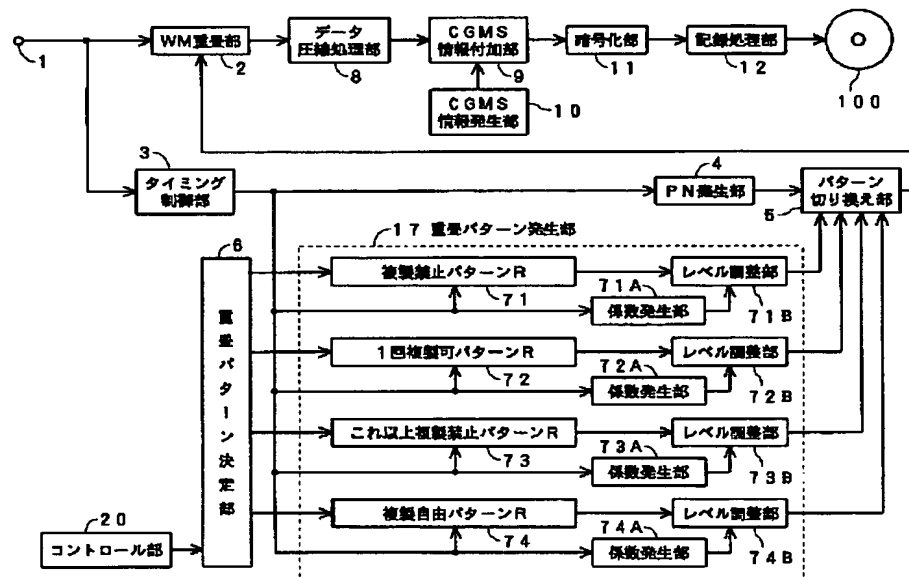 1
WM重畳部
2
データ
圧縮処理部
8
CGMS
情報付加部
9
CGMS
情報発生部
10
暗号化部
11
記録処理部
12
100
3
タイミング
制御部
4
PN発生部
パターン
切り換え部
5
17 重畳パターン発生部
6
重畳パターン決定部
複製禁止パターンR
71
71A
係数発生部
レベル調整部
71B
1回複製可パターンR
72
72A
係数発生部
レベル調整部
72B
これ以上複製禁止パターンR
73
73A
係数発生部
レベル調整部
73B
複製自由パターンR
74
74A
係数発生部
レベル調整部
74B
20
コントロール部